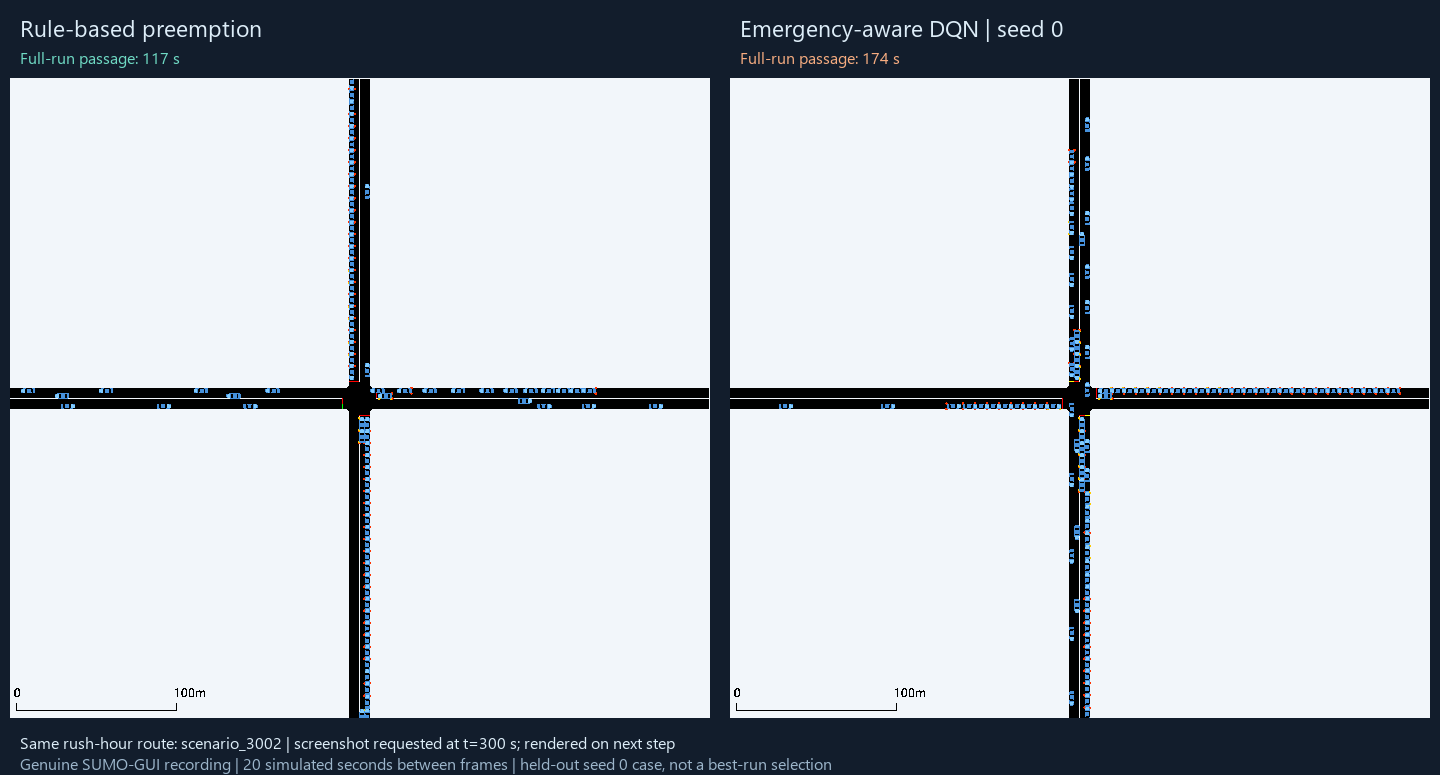 Rule-based preemption
Full-run passage: 117 s
Emergency-aware DQN | seed 0
Full-run passage: 174 s
0 100m
0 100m
Same rush-hour route: scenario_3002 | screenshot requested at t=300 s; rendered on next step
Genuine SUMO-GUI recording | 20 simulated seconds between frames | held-out seed 0 case, not a best-run selection